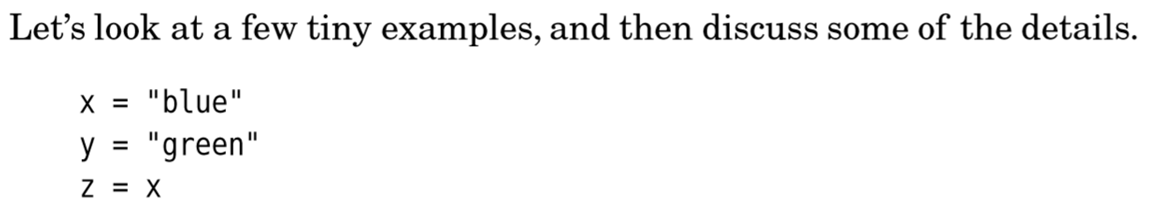 Let’s look at a few tiny examples, and then discuss some of the details.
x = "blue"
y = "green"
z = x